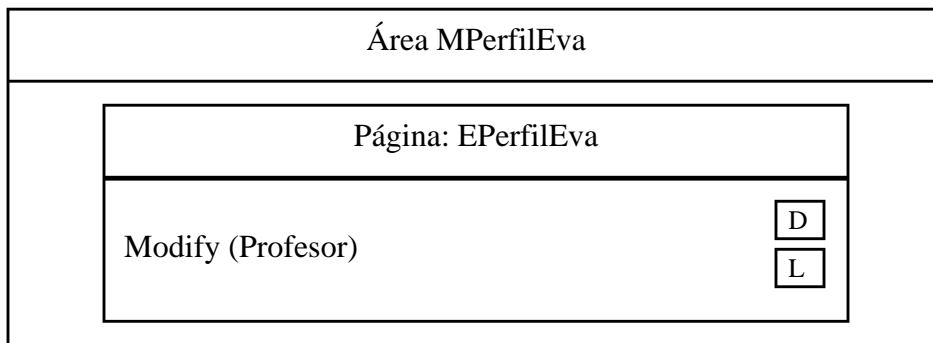 Área MPerfilEva
Página: EPerfilEva
D
Modify (Profesor)
L